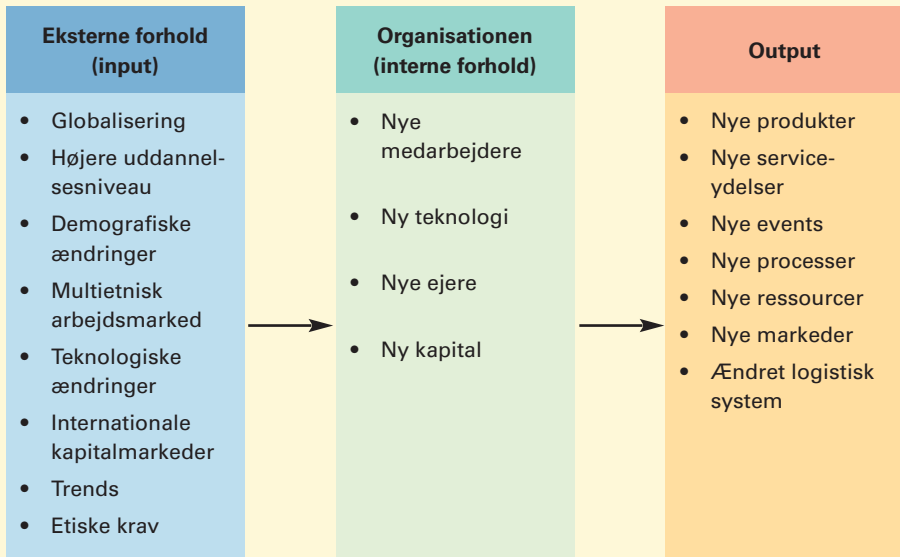 Eksterne forhold
(input)
• Globalisering
• Højere uddannel-
sesniveau
• Demografiske
ændringer
• Multietnisk
arbejdsmarked
• Teknologiske
ændringer
• Internationale
kapitalmarkeder
• Trends
• Etiske krav
Organisationen
(interne forhold)
• Nye
medarbejdere
• Ny teknologi
• Nye ejere
• Ny kapital
Output
• Nye produkter
• Nye service-
ydelser
• Nye events
• Nye processer
• Nye ressourcer
• Nye markeder
• Ændret logistisk
system